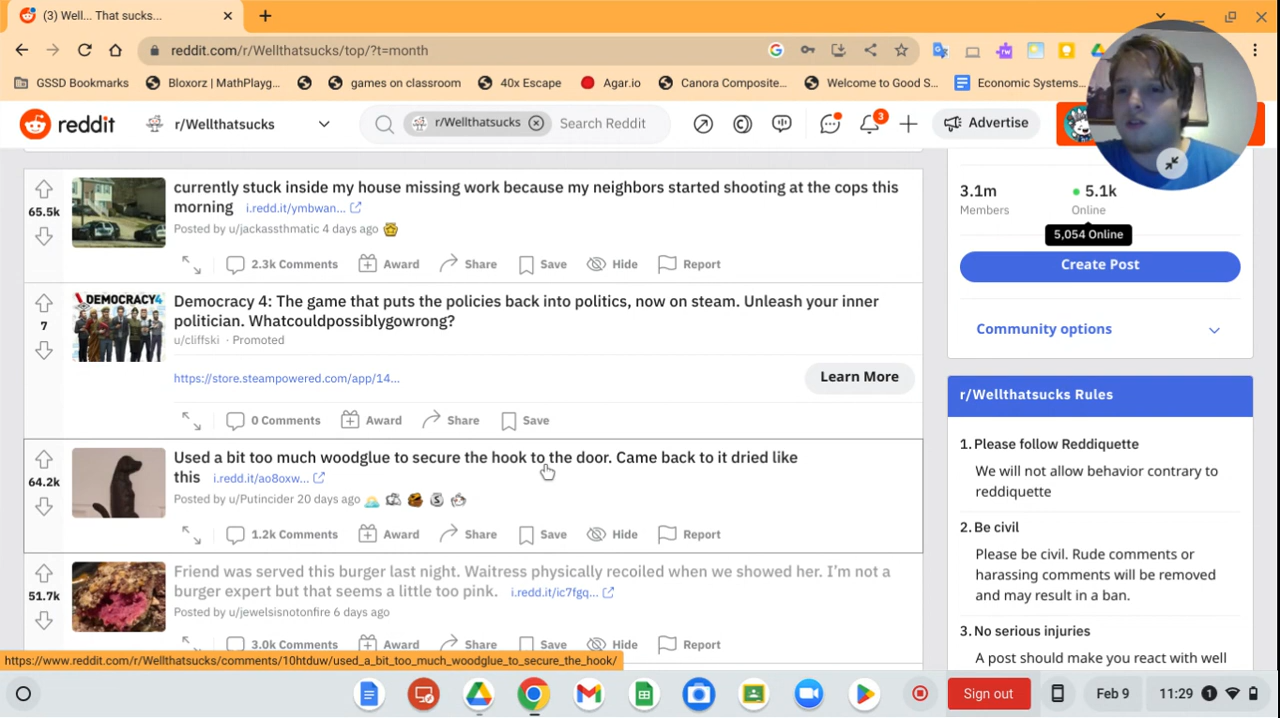 (3) Well... That sucks...
reddit.com/r/Wellthatsucks/top/?t=month
GSSD Bookmarks
Bloxorz | MathPlayg...
games on classroom
40x Escape
Agar.io
Canora Composite...
Welcome to Good S...
Economic Systems...
reddit
r/Wellthatsucks
r/Wellthatsucks
Search Reddit
3
Advertise
65.5k
currently stuck inside my house missing work because my neighbors started shooting at the cops this
morning i.redd.it/ymbwan...
Posted by u/jackassthmatic 4 days ago
2.3k Comments Award Share Save Hide Report
7
DEMOCRACY4
Democracy 4: The game that puts the policies back into politics, now on steam. Unleash your inner
politician. Whatcouldpossiblygowrong?
u/cliffski · Promoted
https://store.steampowered.com/app/14...
Learn More
0 Comments Award Share Save
64.2k
Used a bit too much woodglue to secure the hook to the door. Came back to it dried like
this i.redd.it/ao8oxw...
Posted by u/Putincider 20 days ago
1.2k Comments Award Share Save Hide Report
51.7k
Friend was served this burger last night. Waitress physically recoiled when we showed her. I'm not a
burger expert but that seems a little too pink. i.redd.it/ic7fgq...
Posted by u/jewelsisnotonfire 6 days ago
3.0k Comments Award Share Save Hide Report
3.1m 5.1k
Members Online
5,054 Online
Create Post
Community options
r/Wellthatsucks Rules
1. Please follow Reddiquette
We will not allow behavior contrary to
reddiquette
2. Be civil
Please be civil. Rude comments or
harassing comments will be removed
and may result in a ban.
3. No serious injuries
A post should make you react with well
https://www.reddit.com/r/Wellthatsucks/comments/10htduw/used_a_bit_too_much_woodglue_to_secure_the_hook/
Sign out
Feb 9
11:29
1